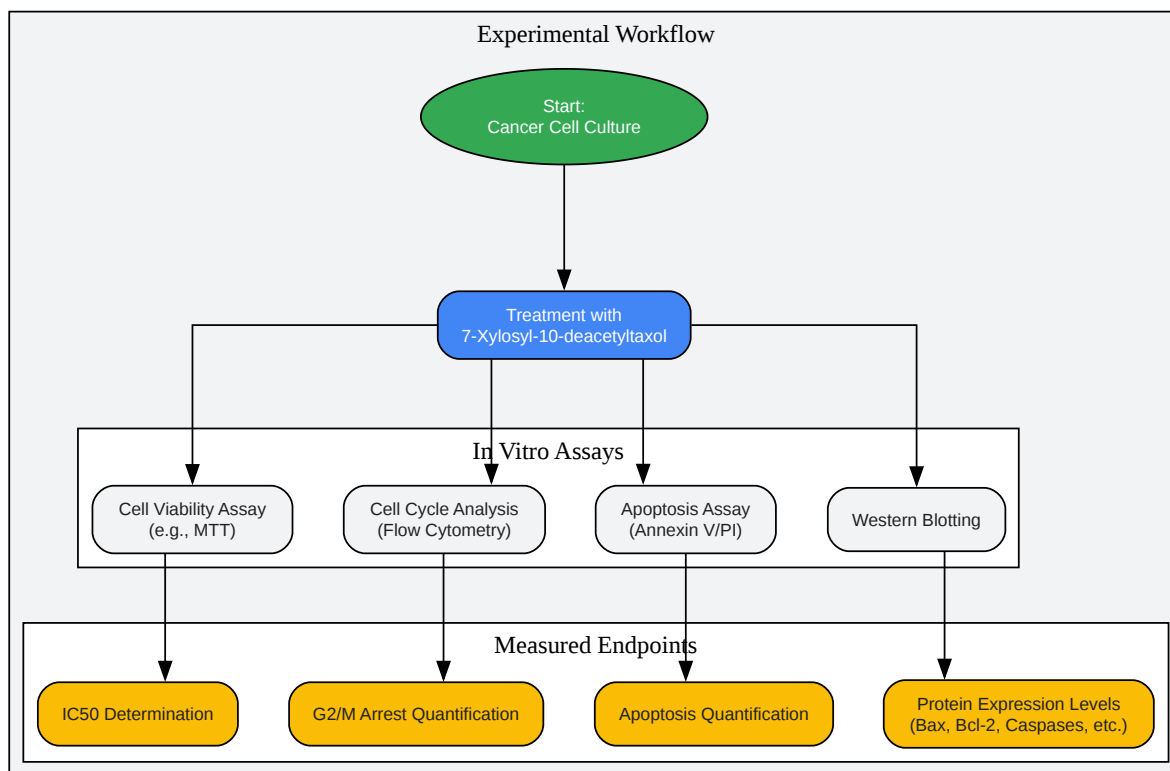 Experimental Workflow
Start:
Cancer Cell Culture
Treatment with
7-Xylosyl-10-deacetyltaxol
In Vitro Assays
Cell Viability Assay
(e.g., MTT)
Cell Cycle Analysis
(Flow Cytometry)
Apoptosis Assay
(Annexin V/PI)
Western Blotting
Measured Endpoints
IC50 Determination
G2/M Arrest Quantification
Apoptosis Quantification
Protein Expression Levels
(Bax, Bcl-2, Caspases, etc.)